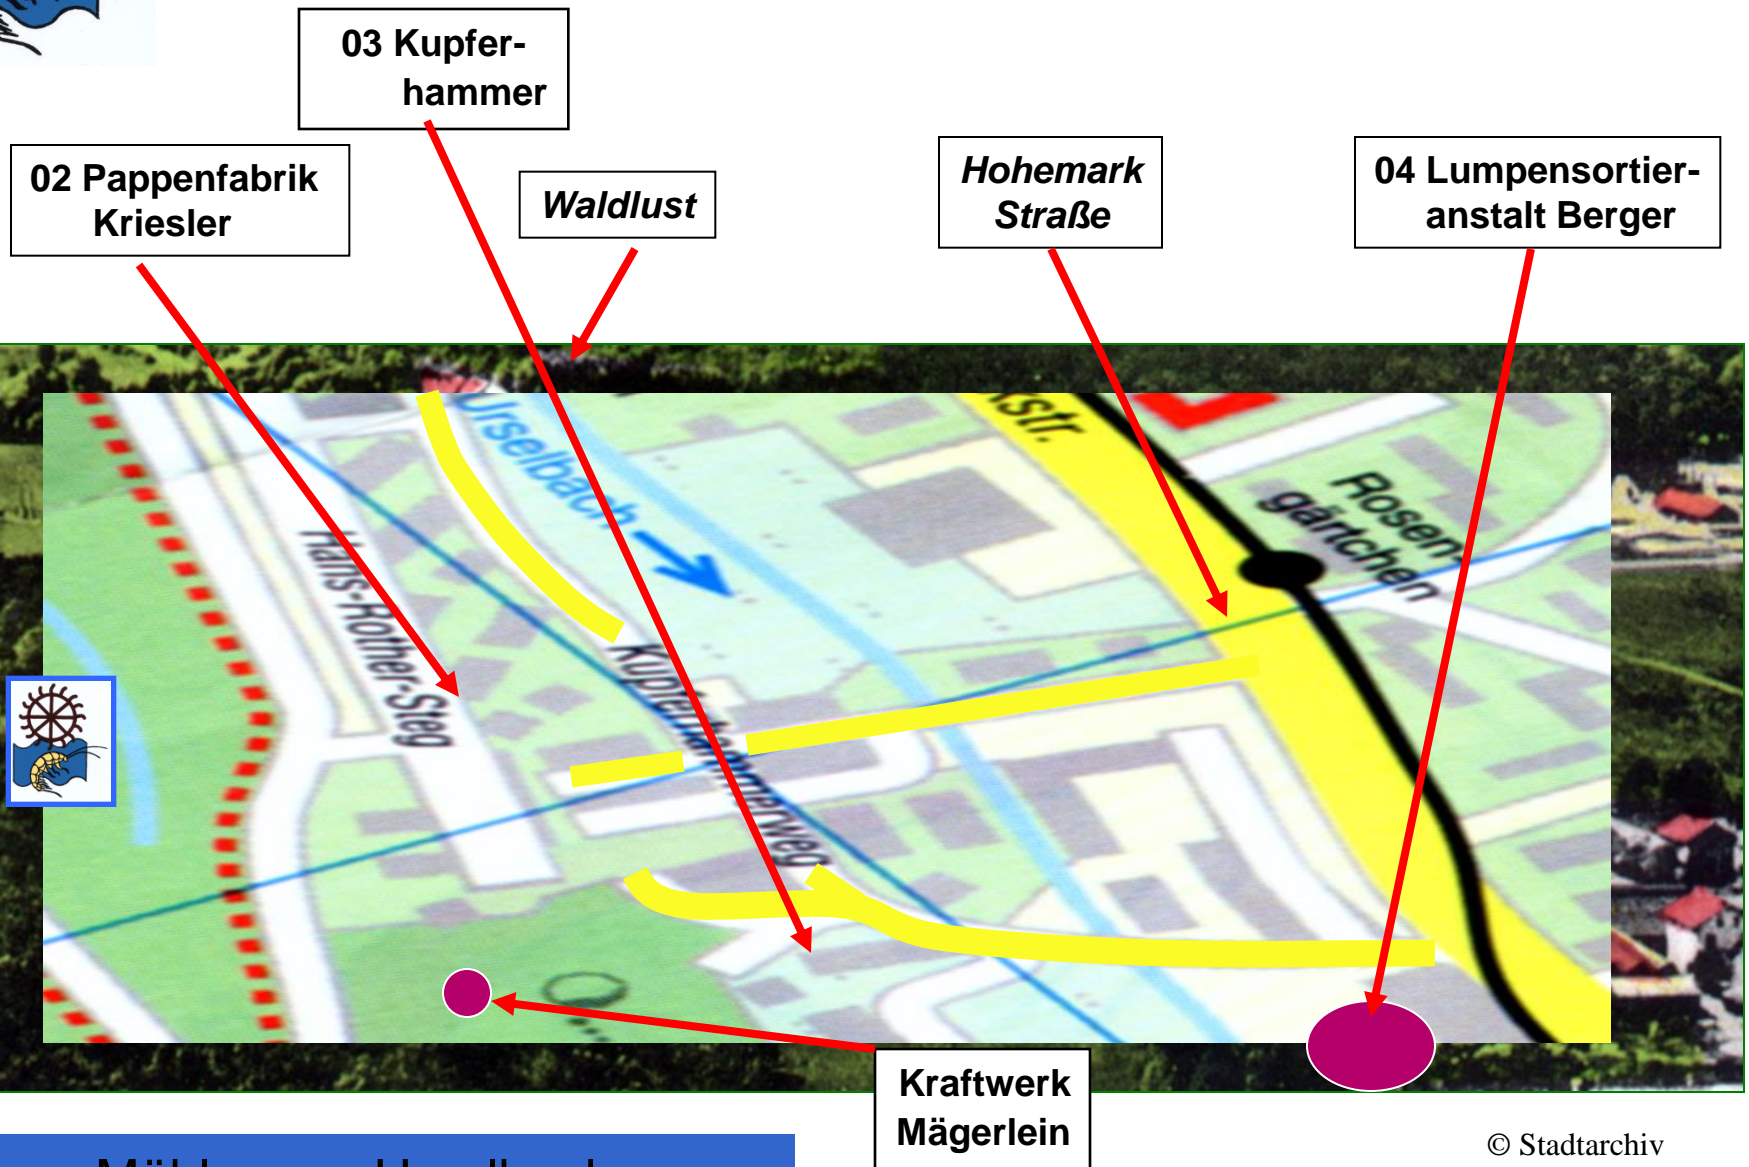 03 Kupfer-
hammer
02 Pappenfabrik
Kriesler
Waldlust
Hohemark
Straße
04 Lumpensortier-
anstalt Berger
Urselbach
kstr.
Rosen-
gärtchen
Hans-Rother-Steg
Kupferhammerweg
Kraftwerk
Mägerlein
© Stadtarchiv